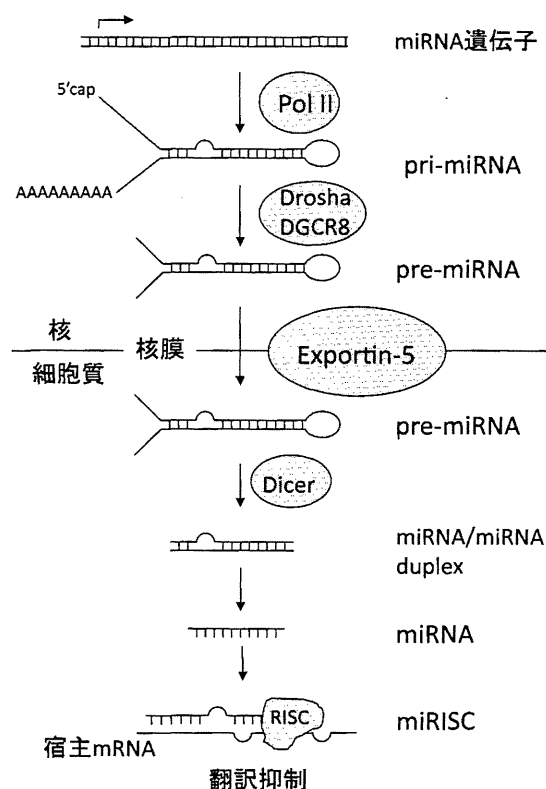 miRNA遺伝子
Pol II
5'cap
pri-miRNA
AAAAAAAAA
Drosha
DGCR8
pre-miRNA
核
核膜
Exportin-5
細胞質
pre-miRNA
Dicer
miRNA/miRNA
duplex
miRNA
RISC
miRISC
宿主mRNA
翻訳抑制